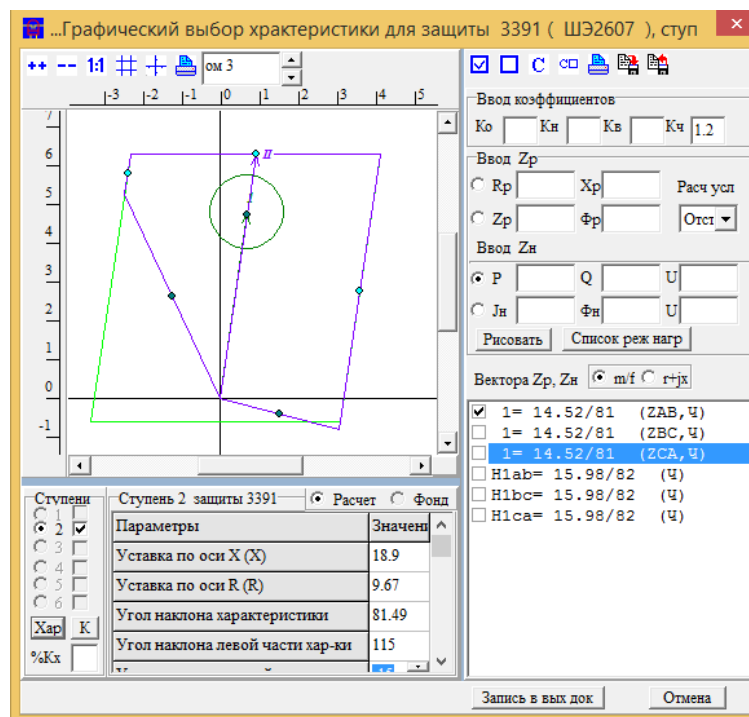 ...Графический выбор храктеристики для защиты 3391 ( ШЭ2607 ), ступ
×
++ -- 1:1 ом 3
C
-3 -2 -1 0 1 2 3 4 5
7
6
5
4
3
2
1
0
-1
II
Ввод коэффициентов
Ко Кн Кв Кч 1.2
Ввод Zр
Rр Xр Расч усл
Zр Фр Отст
Ввод Zн
P Q U
Jн Фн U
Рисовать Список реж нагр
Вектора Zр, Zн m/f r+jx
1= 14.52/81 (ZAB,Ч)
1= 14.52/81 (ZBC,Ч)
1= 14.52/81 (ZCA,Ч)
H1ab= 15.98/82 (Ч)
H1bc= 15.98/82 (Ч)
H1ca= 15.98/82 (Ч)
Ступени
1
2
3
4
5
6
Хар К
%Кх
Ступень 2 защиты 3391 Расчет Фонд
Параметры Значени
Уставка по оси X (X) 18.9
Уставка по оси R (R) 9.67
Угол наклона характеристики 81.49
Угол наклона левой части хар-ки 115
-15
Запись в вых док Отмена